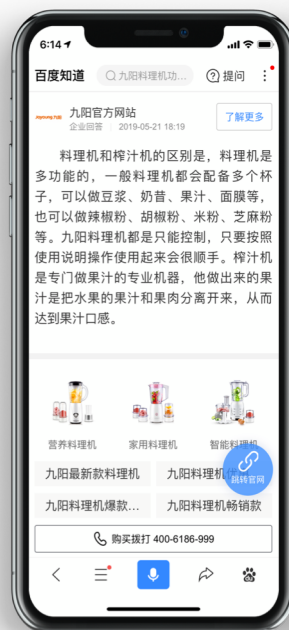 6:14
百度知道
九阳料理机功...
提问
Joyoung九阳
九阳官方网站
企业回答
2019-05-21 18:19
了解更多
料理机和榨汁机的区别是，料理机是
多功能的，一般料理机都会配备多个杯
子，可以做豆浆、奶昔、果汁、面膜等，
也可以做辣椒粉、胡椒粉、米粉、芝麻粉
等。九阳料理机都是只能控制，只要按照
使用说明操作使用起来会很顺手。榨汁机
是专门做果汁的专业机器，他做出来的果
汁是把水果的果汁和果肉分离开来，从而
达到果汁口感。
营养料理机
家用料理机
智能料理机
九阳最新款料理机
九阳料理机
跳转官网
九阳料理机爆款...
九阳料理机畅销款
购买拨打 400-6186-999